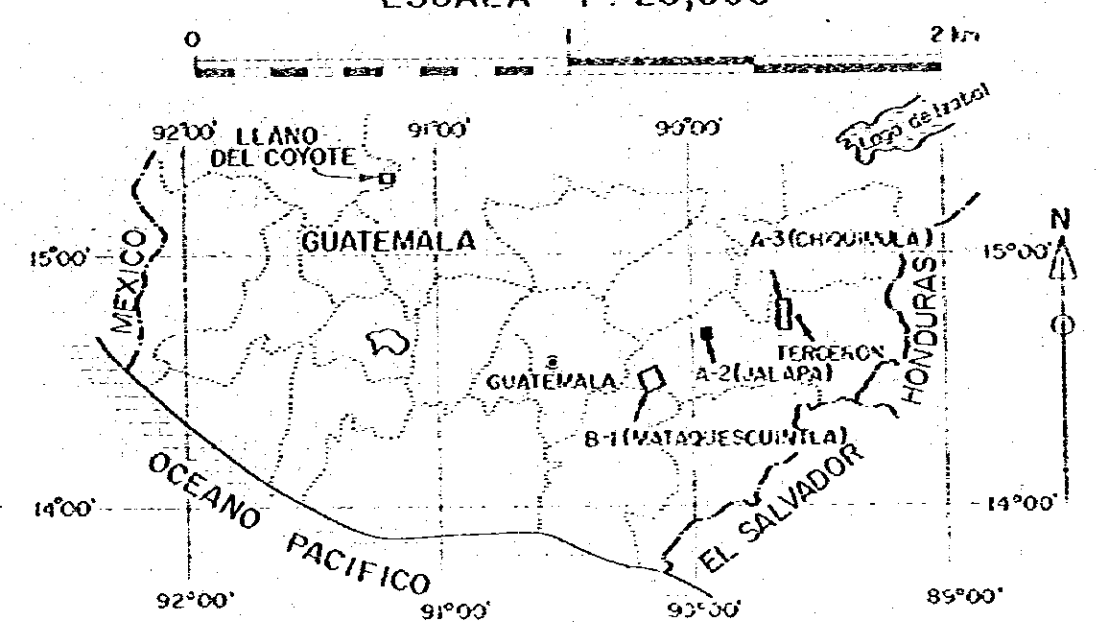 ESCALA 1 : 25,000
0 1 2 km
92°00' 91°00' 90°00'
Lago de Izabal
LLANO
DEL COYOTE
GUATEMALA
A-3 (CHIQUIMULA)
N
15°00' 15°00'
MEXICO
HONDURAS
TERCERON
GUATEMALA
A-2 (JALAPA)
B-1 (MATAQUESCUINTLA)
14°00' 14°00'
OCEANO PACIFICO
EL SALVADOR
92°00' 91°00' 90°00' 89°00'